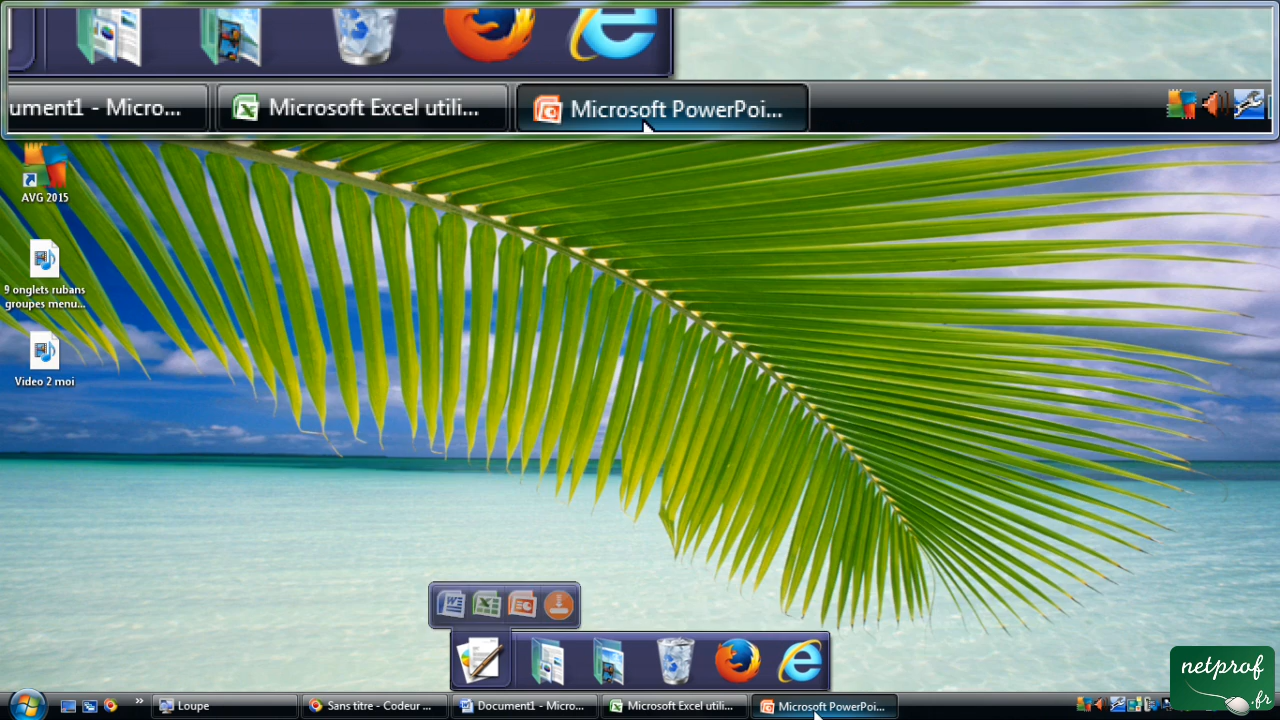 ument1 - Micro...
Microsoft Excel utili...
Microsoft PowerPoi...
AVG 2015
9 onglets rubans
groupes menu...
Video 2 moi
netprof
.fr
Loupe
Sans titre - Codeur ...
Document1 - Micro...
Microsoft Excel utili...
Microsoft PowerPoi...